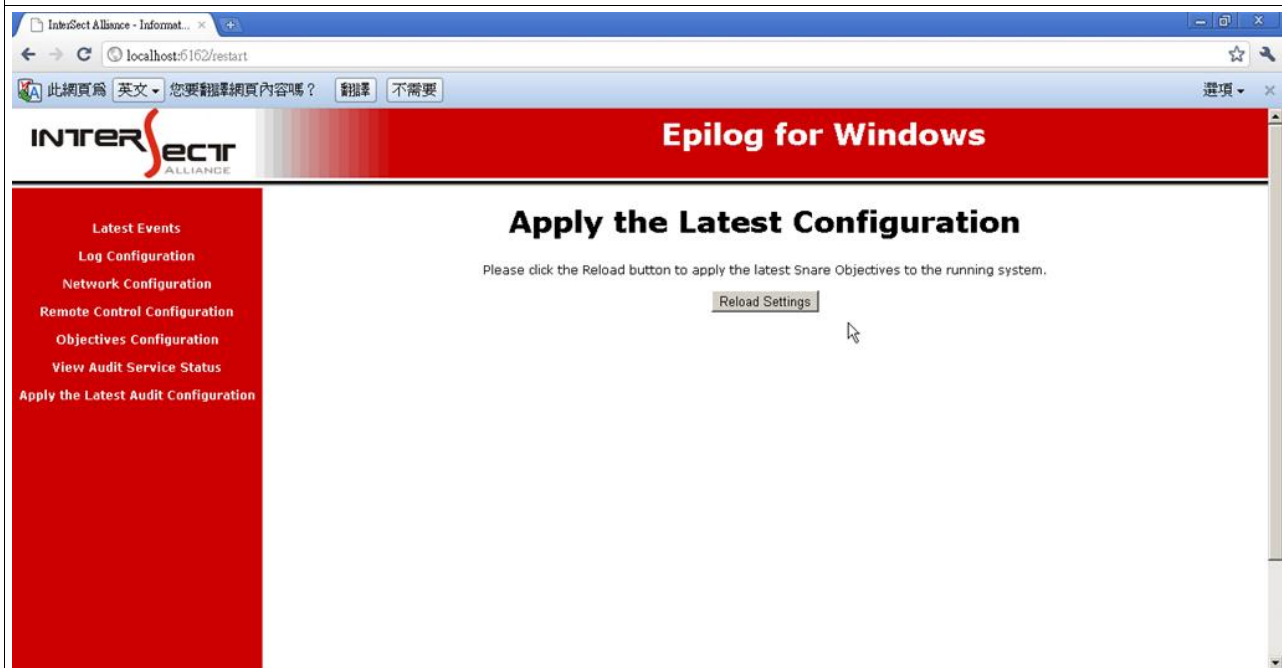 InterSect Alliance - Informat...
localhost:6162/restart
此網頁為 英文 您要翻譯網頁內容嗎？ 翻譯 不需要 選項
INTERSECT
ALLIANCE
Epilog for Windows
Latest Events
Log Configuration
Network Configuration
Remote Control Configuration
Objectives Configuration
View Audit Service Status
Apply the Latest Audit Configuration
Apply the Latest Configuration
Please click the Reload button to apply the latest Snare Objectives to the running system.
Reload Settings